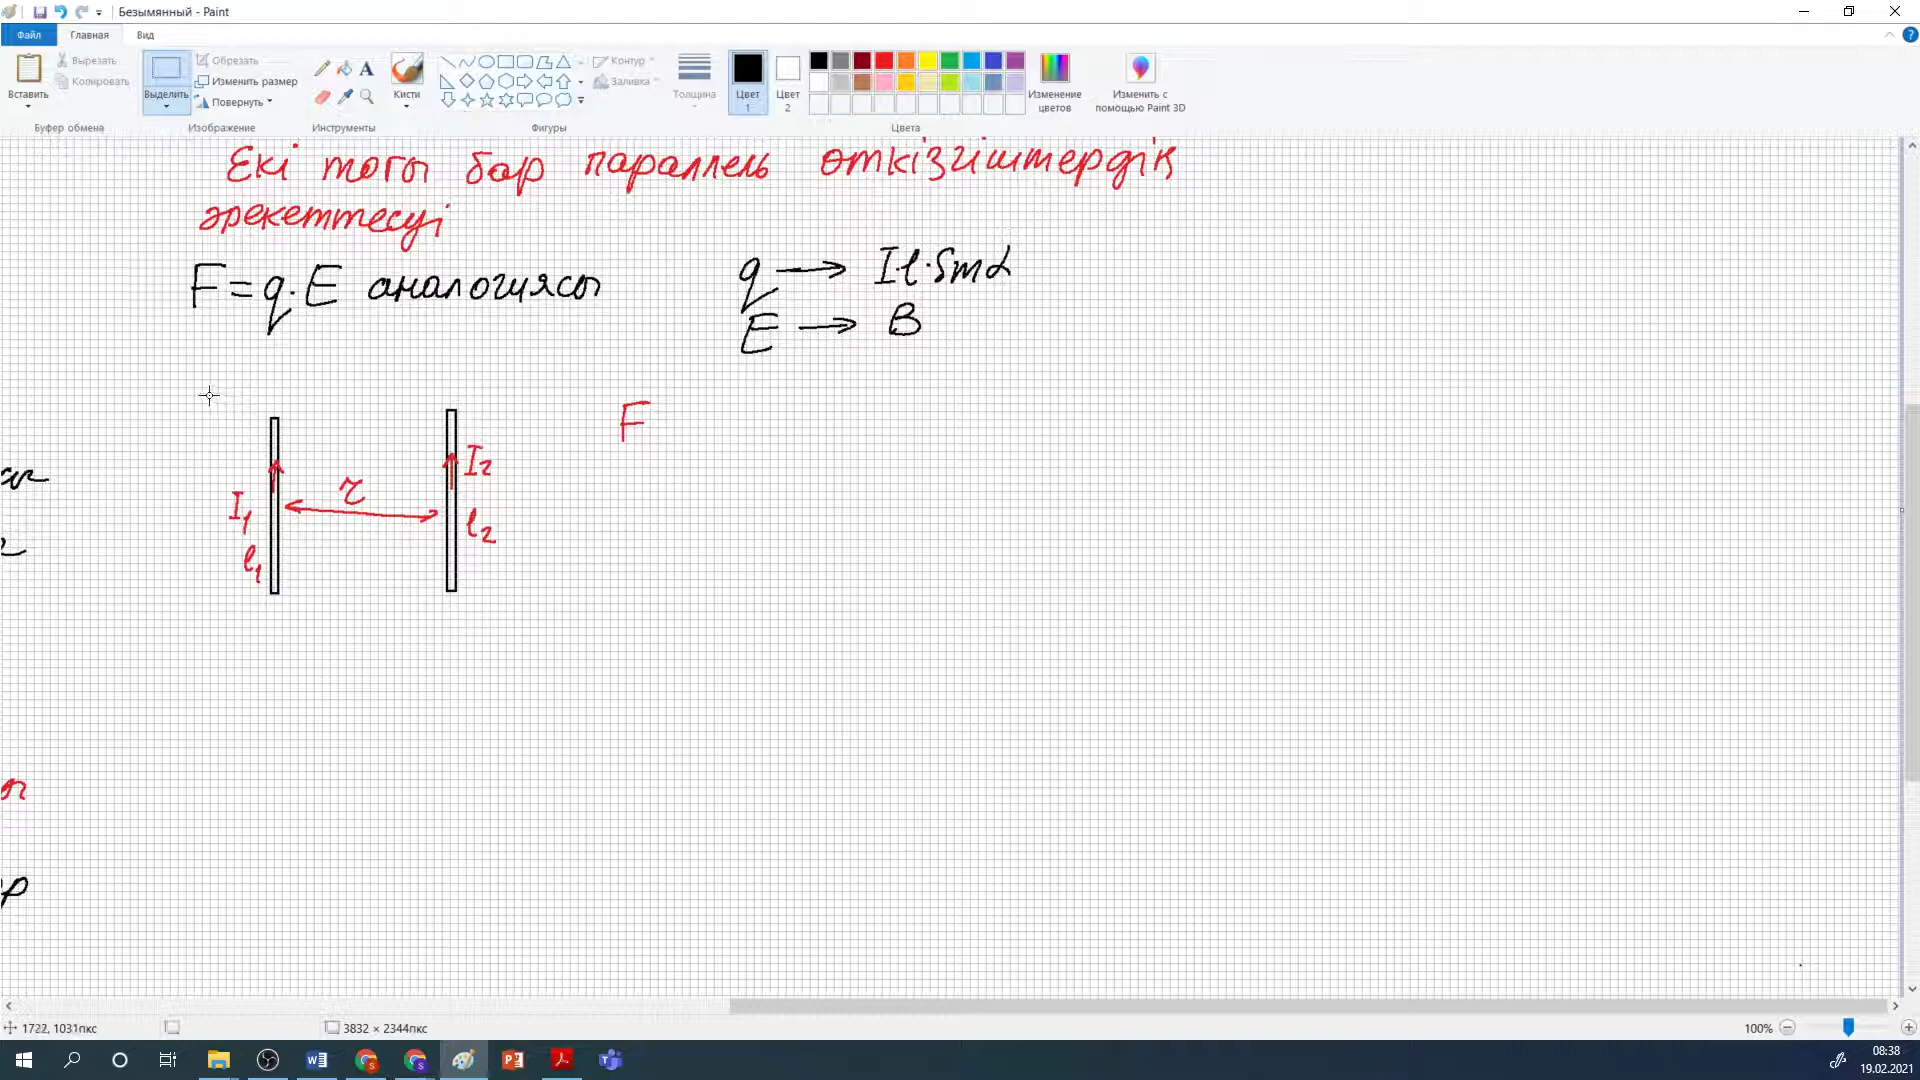 Безымянный - Paint
Файл Главная Вид
Вставить
Вырезать
Копировать
Буфер обмена
Выделить
Обрезать
Изменить размер
Повернуть
Изображение
A
Инструменты
Кисти
Контур
Заливка
Фигуры
Толщина
Цвет 1
Цвет 2
Цвета
Изменение цветов
Изменить с помощью Paint 3D
Екі тогы бар параллель өткізгіштердің
әрекеттесуі
F=q·E аналогиясы
q → I·l·Sinα
E → B
F
I₁
l₁
r
I₂
l₂
р
1722, 1031пкс
3832 × 2344пкс
100%
08:38
19.02.2021